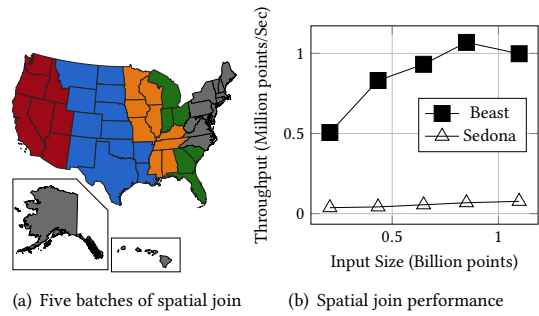 Throughput (Million points/Sec)
1
0.5
0
Beast
Sedona
0.5
1
Input Size (Billion points)
(a) Five batches of spatial join
(b) Spatial join performance